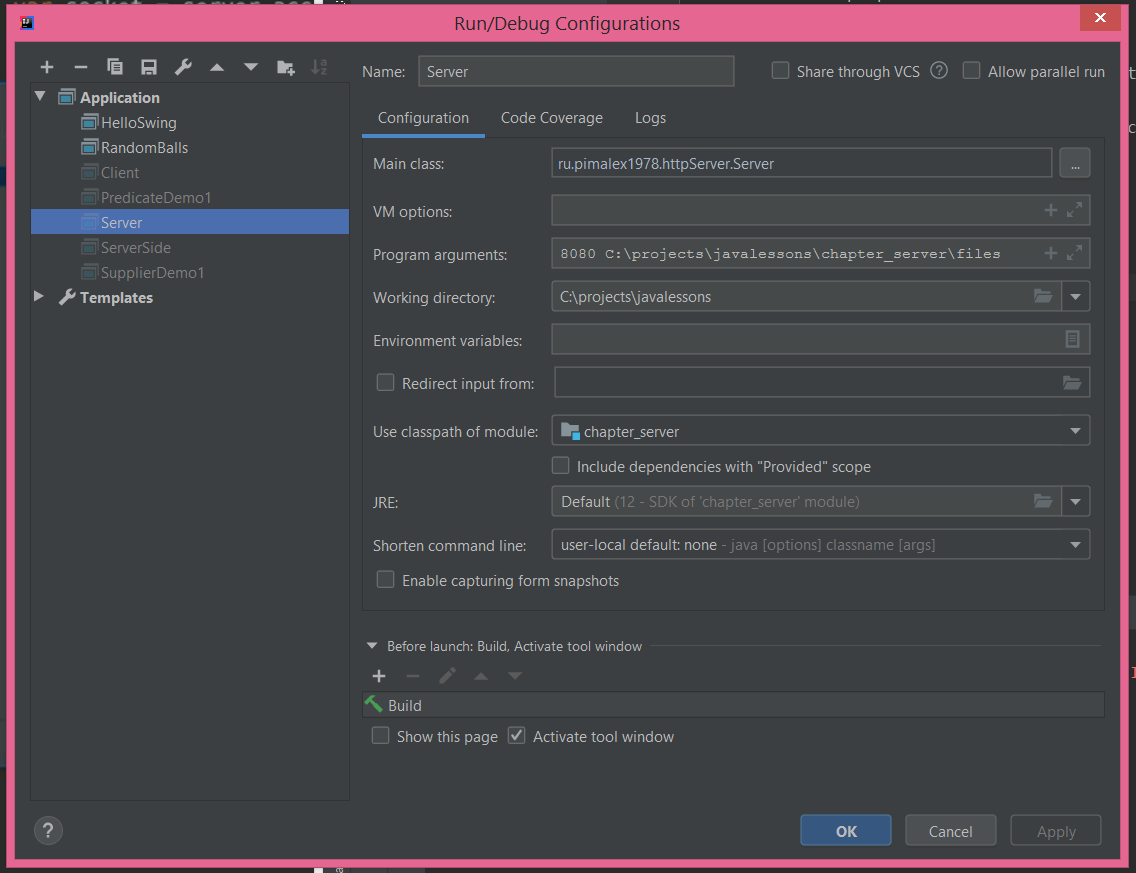 Run/Debug Configurations
Name: Server
Share through VCS
Allow parallel run
Application
HelloSwing
RandomBalls
Client
PredicateDemo1
Server
ServerSide
SupplierDemo1
Templates
Configuration Code Coverage Logs
Main class: ru.pimalex1978.httpServer.Server ...
VM options:
Program arguments: 8080 C:\projects\javalessons\chapter_server\files
Working directory: C:\projects\javalessons
Environment variables:
Redirect input from:
Use classpath of module: chapter_server
Include dependencies with "Provided" scope
JRE: Default (12 - SDK of 'chapter_server' module)
Shorten command line: user-local default: none - java [options] classname [args]
Enable capturing form snapshots
Before launch: Build, Activate tool window
Build
Show this page Activate tool window
? OK Cancel Apply